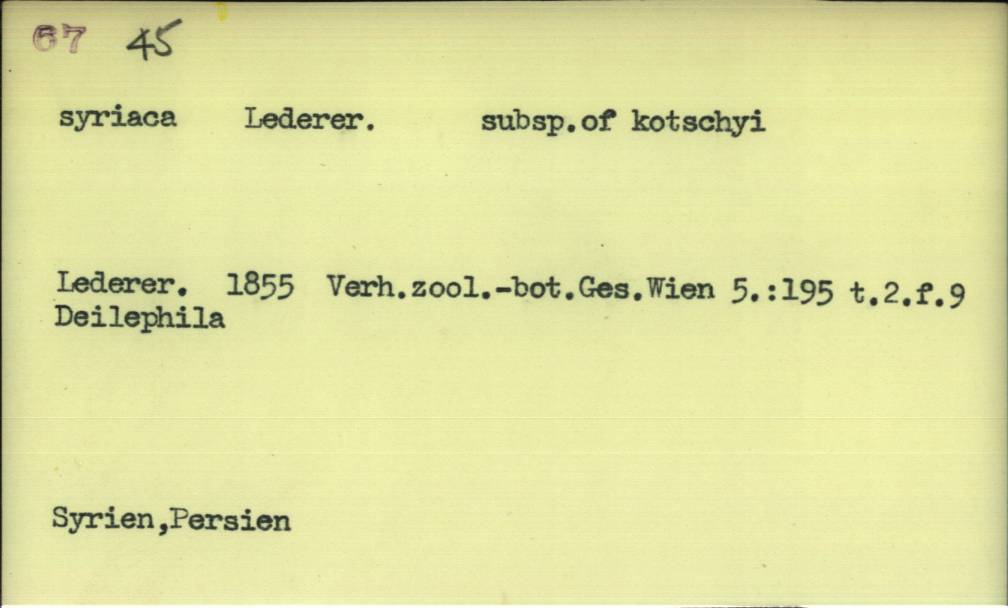 67 45
syriaca Lederer. subsp.of kotschyi
Lederer. 1855 Verh.zool.-bot.Ges.Wien 5.:195 t.2.f.9
Deilephila
Syrien,Persien